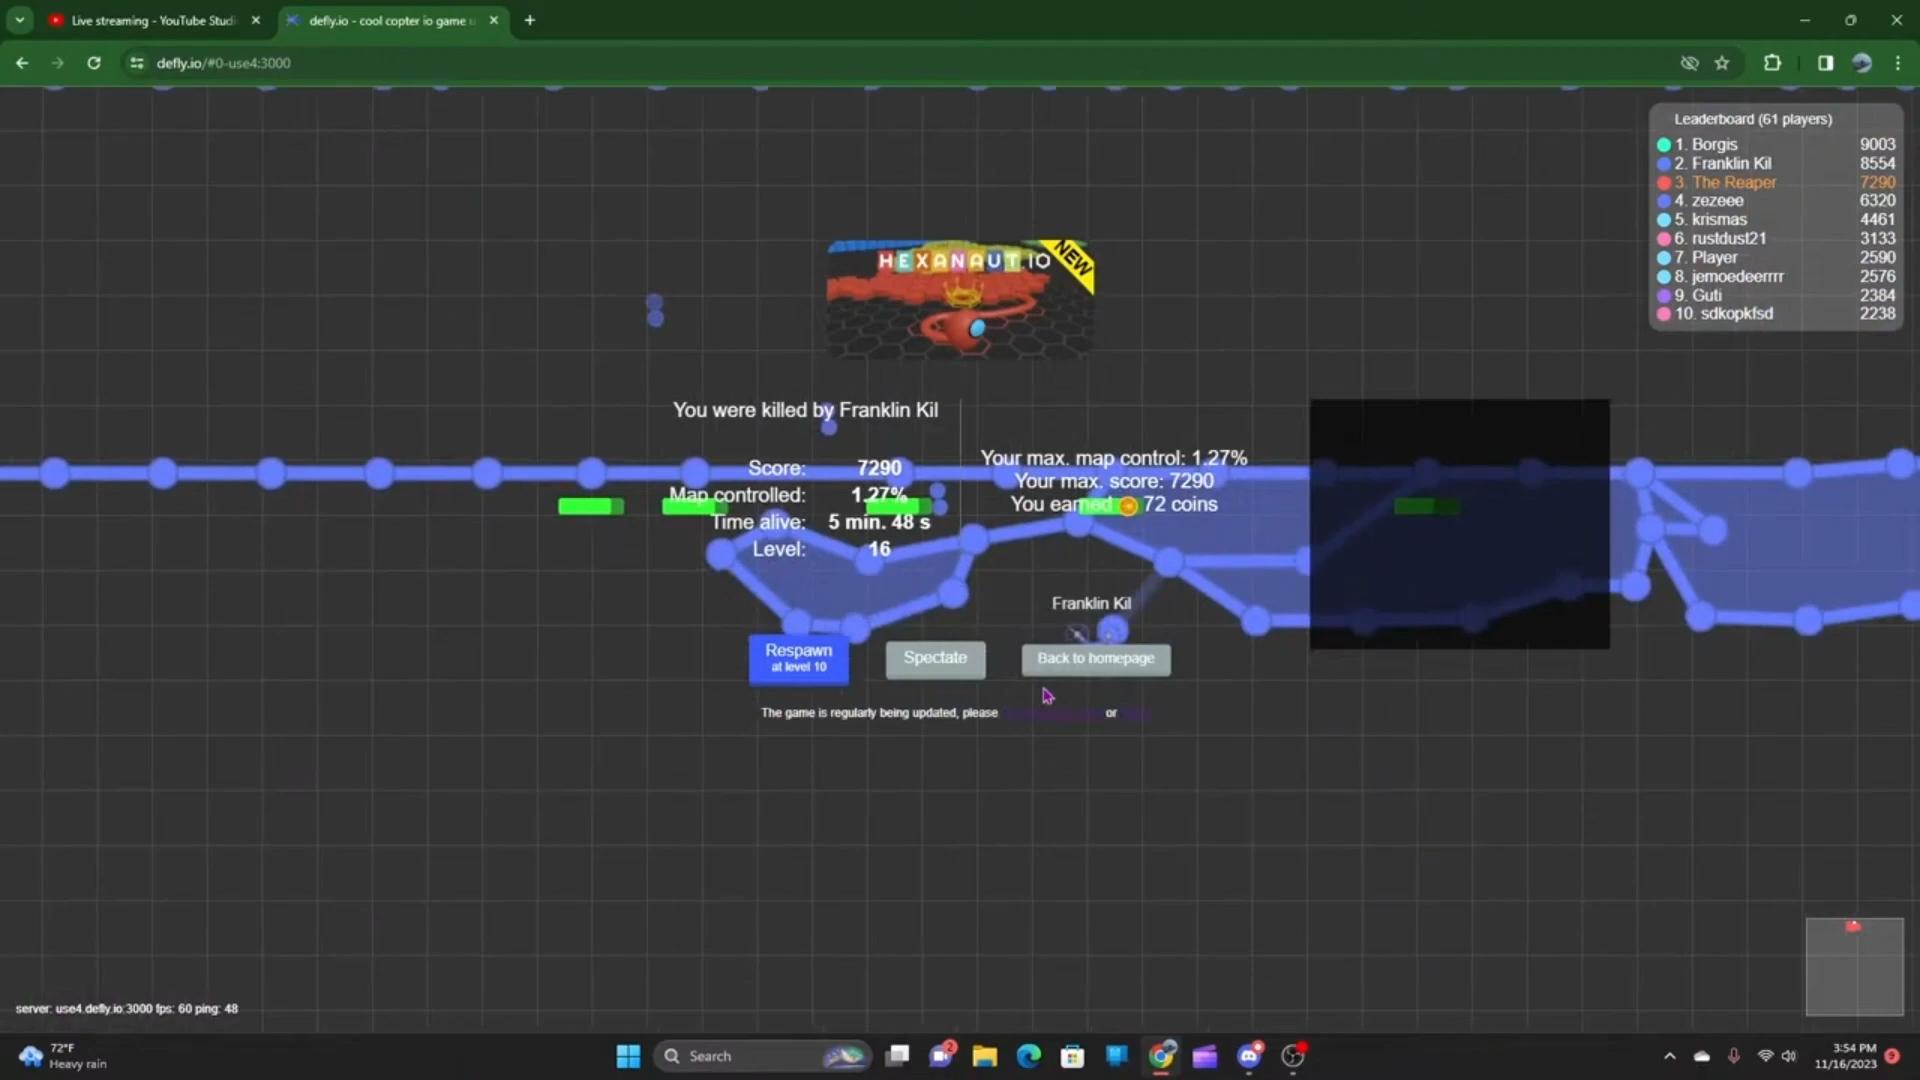 Live streaming - YouTube Studi
defly.io - cool copter io game u
defly.io/#0-use4:3000
Leaderboard (61 players)
1. Borgis 9003
2. Franklin Kil 8554
3. The Reaper 7290
4. zezeee 6320
5. krismas 4461
6. rustdust21 3133
7. Player 2590
8. jemoedeerrrr 2576
9. Guti 2384
10. sdkopkfsd 2238
HEXANAUT.IO
NEW
You were killed by Franklin Kil
Score: 7290
Map controlled: 1.27%
Time alive: 5 min. 48 s
Level: 16
Your max. map control: 1.27%
Your max. score: 7290
You earned 72 coins
Franklin Kil
Respawn
at level 10
Spectate
Back to homepage
The game is regularly being updated, please or
server: use4.defly.io:3000 fps: 60 ping: 48
72°F
Heavy rain
Search
2
3:54 PM
11/16/2023
9